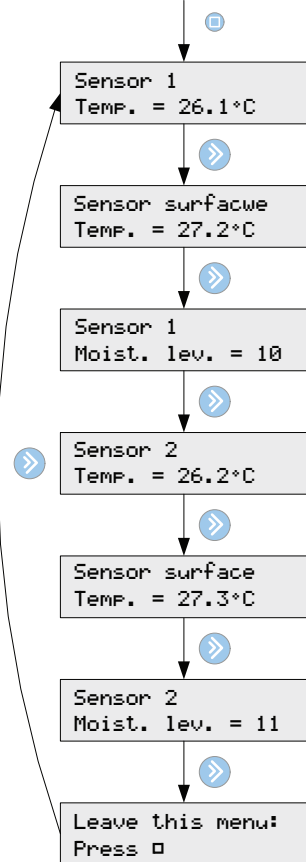 Sensor 1
Temp. = 26.1°C
Sensor surfacwe
Temp. = 27.2°C
Sensor 1
Moist. lev. = 10
Sensor 2
Temp. = 26.2°C
Sensor surface
Temp. = 27.3°C
Sensor 2
Moist. lev. = 11
Leave this menu:
Press □